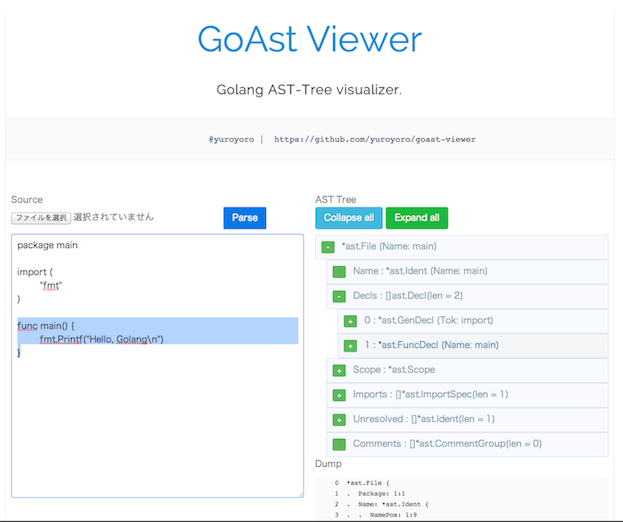 GoAst Viewer
Golang AST-Tree visualizer.
@yuroyoro | https://github.com/yuroyoro/goast-viewer
Source
ファイルを選択 選択されていません
Parse
package main
import (
"fmt"
)
func main() {
fmt.Printf("Hello, Golang\n")
}
AST Tree
Collapse all
Expand all
- *ast.File (Name: main)
Name : *ast.Ident (Name: main)
- Decls : []ast.Decl(len = 2)
+ 0 : *ast.GenDecl (Tok: import)
+ 1 : *ast.FuncDecl (Name: main)
+ Scope : *ast.Scope
+ Imports : []*ast.ImportSpec(len = 1)
+ Unresolved : []*ast.Ident(len = 1)
Comments : []*ast.CommentGroup(len = 0)
Dump
0 *ast.File {
1 . Package: 1:1
2 . Name: *ast.Ident {
3 . . NamePos: 1:9